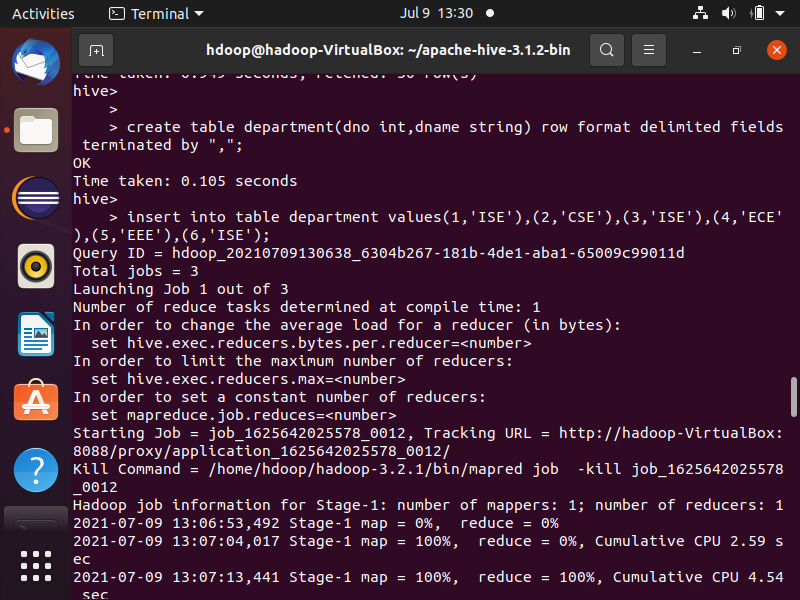 Activities
Terminal
Jul 9 13:30
hdoop@hadoop-VirtualBox: ~/apache-hive-3.1.2-bin
Time taken: 0.949 seconds, Fetched: 30 row(s)
hive>
    >
    > create table department(dno int,dname string) row format delimited fields
 terminated by ",";
OK
Time taken: 0.105 seconds
hive>
    > insert into table department values(1,'ISE'),(2,'CSE'),(3,'ISE'),(4,'ECE'
),(5,'EEE'),(6,'ISE');
Query ID = hdoop_20210709130638_6304b267-181b-4de1-aba1-65009c99011d
Total jobs = 3
Launching Job 1 out of 3
Number of reduce tasks determined at compile time: 1
In order to change the average load for a reducer (in bytes):
  set hive.exec.reducers.bytes.per.reducer=<number>
In order to limit the maximum number of reducers:
  set hive.exec.reducers.max=<number>
In order to set a constant number of reducers:
  set mapreduce.job.reduces=<number>
Starting Job = job_1625642025578_0012, Tracking URL = http://hadoop-VirtualBox:
8088/proxy/application_1625642025578_0012/
Kill Command = /home/hdoop/hadoop-3.2.1/bin/mapred job  -kill job_1625642025578
_0012
Hadoop job information for Stage-1: number of mappers: 1; number of reducers: 1
2021-07-09 13:06:53,492 Stage-1 map = 0%,  reduce = 0%
2021-07-09 13:07:04,017 Stage-1 map = 100%,  reduce = 0%, Cumulative CPU 2.59 s
ec
2021-07-09 13:07:13,441 Stage-1 map = 100%,  reduce = 100%, Cumulative CPU 4.54
 sec